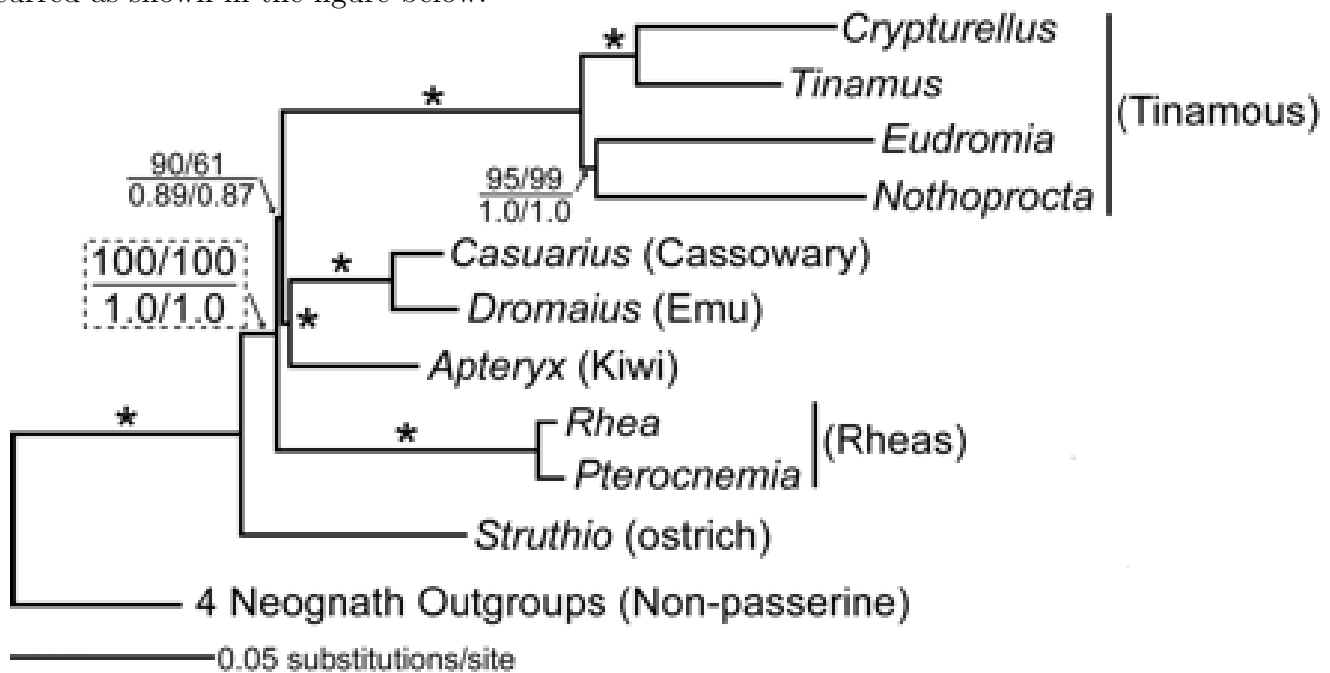 curred as shown in the figure below.
* Crypturellus
Tinamus
* (Tinamous)
Eudromia
90/61
0.89/0.87
95/99
1.0/1.0
Nothoprocta
* Casuarius (Cassowary)
100/100
1.0/1.0
Dromaius (Emu)
*
Apteryx (Kiwi)
* Rhea
* (Rheas)
Pterocnemia
Struthio (ostrich)
4 Neognath Outgroups (Non-passerine)
0.05 substitutions/site